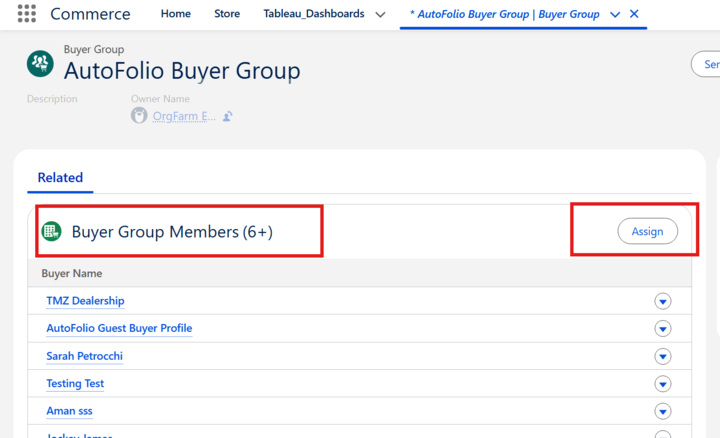 Commerce Home Store Tableau_Dashboards * AutoFolio Buyer Group | Buyer Group
Buyer Group
AutoFolio Buyer Group
Description Owner Name
OrgFarm E...
Related
Buyer Group Members (6+) Assign
Buyer Name
TMZ Dealership
AutoFolio Guest Buyer Profile
Sarah Petrocchi
Testing Test
Aman sss